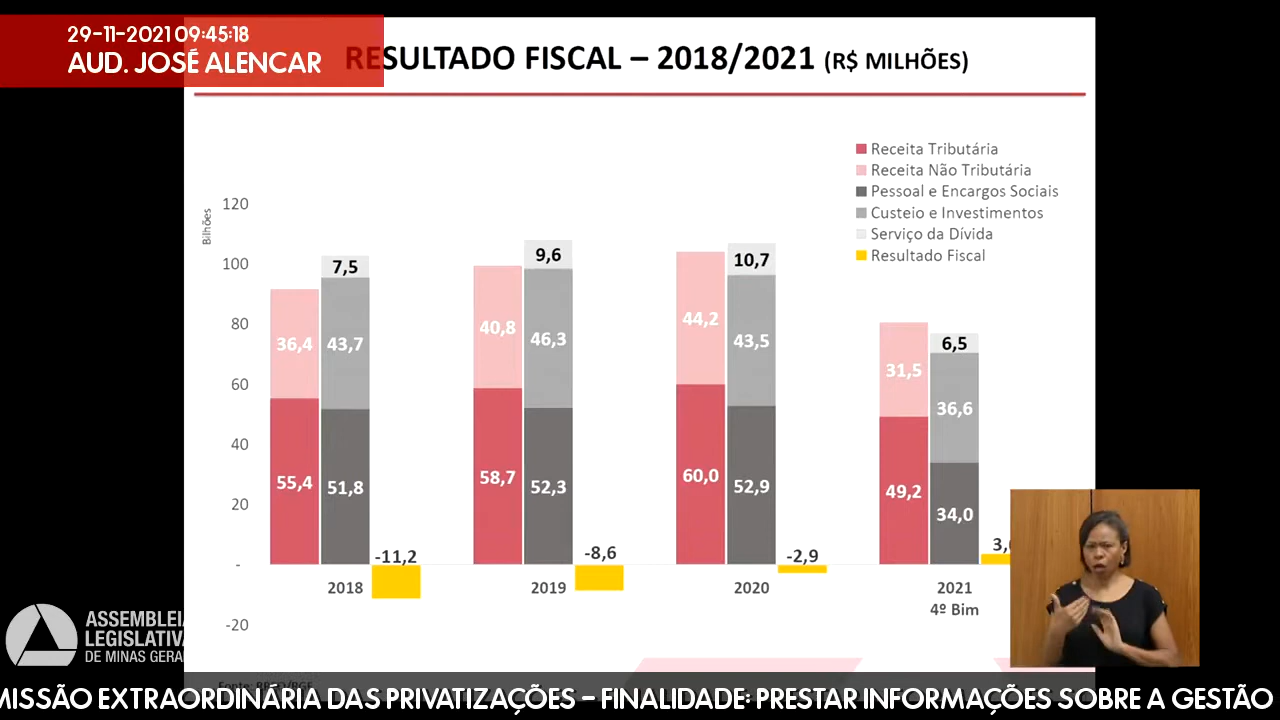 29-11-2021 09:45:18
AUD. JOSÉ ALENCAR
RESULTADO FISCAL – 2018/2021 (R$ MILHÕES)
Receita Tributária
Receita Não Tributária
Pessoal e Encargos Sociais
Custeio e Investimentos
Serviço da Dívida
Resultado Fiscal
Bilhões
120
100
80
60
40
20
-
-20
36,4
55,4
7,5
43,7
51,8
-11,2
2018
40,8
58,7
9,6
46,3
52,3
-8,6
2019
44,2
60,0
10,7
43,5
52,9
-2,9
2020
31,5
49,2
6,5
36,6
34,0
2021
4º Bim
ASSEMBLEIA
LEGISLATIVA
DE MINAS GERAI
MISSÃO EXTRAORDINÁRIA DAS PRIVATIZAÇÕES – FINALIDADE: PRESTAR INFORMAÇÕES SOBRE A GESTÃO